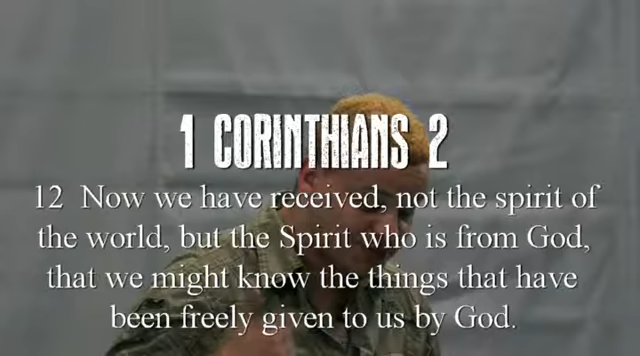 1 CORINTHIANS 2
12 Now we have received, not the spirit of
the world, but the Spirit who is from God,
that we might know the things that have
been freely given to us by God.